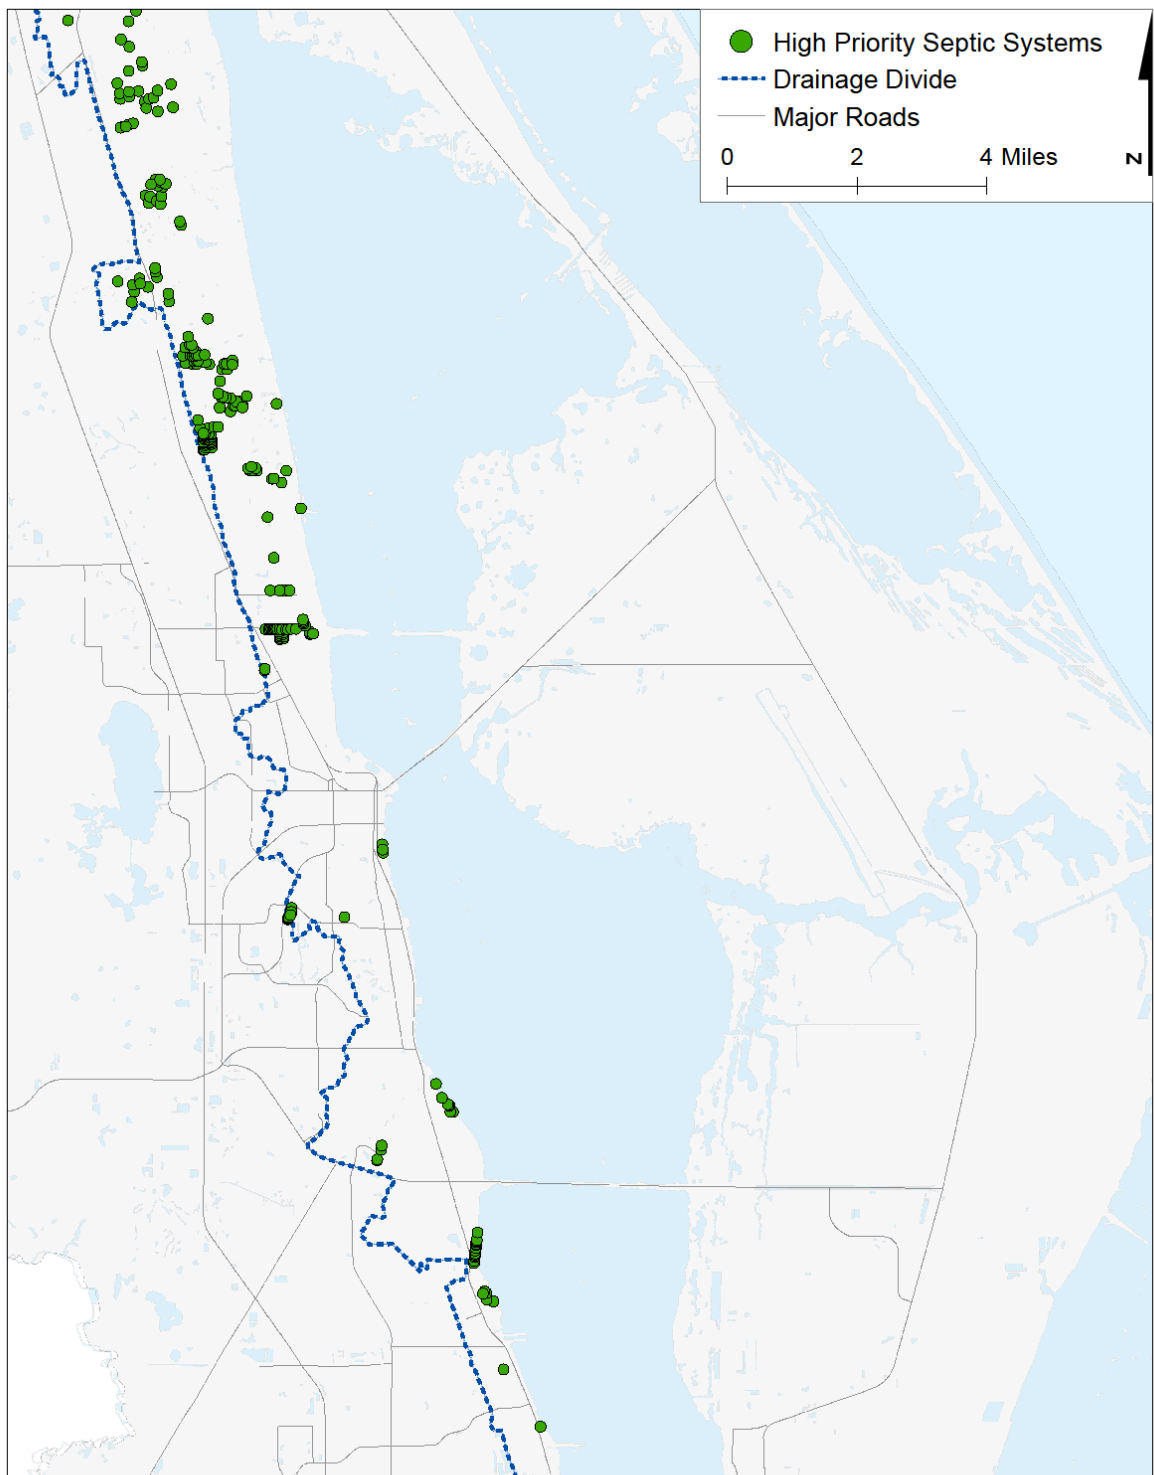 High Priority Septic Systems
Drainage Divide
Major Roads
0 2 4 Miles
N